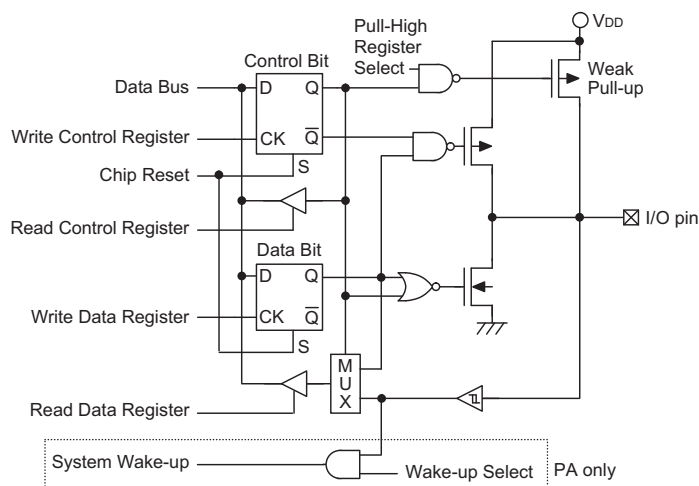 VDD
Pull-High
Register
Select
Control Bit
Weak
Pull-up
Data Bus
D
Q
Write Control Register
CK
Q̅
Chip Reset
S
I/O pin
Read Control Register
Data Bit
D
Q
Write Data Register
CK
Q̅
S
M
U
X
Read Data Register
System Wake-up
Wake-up Select
PA only